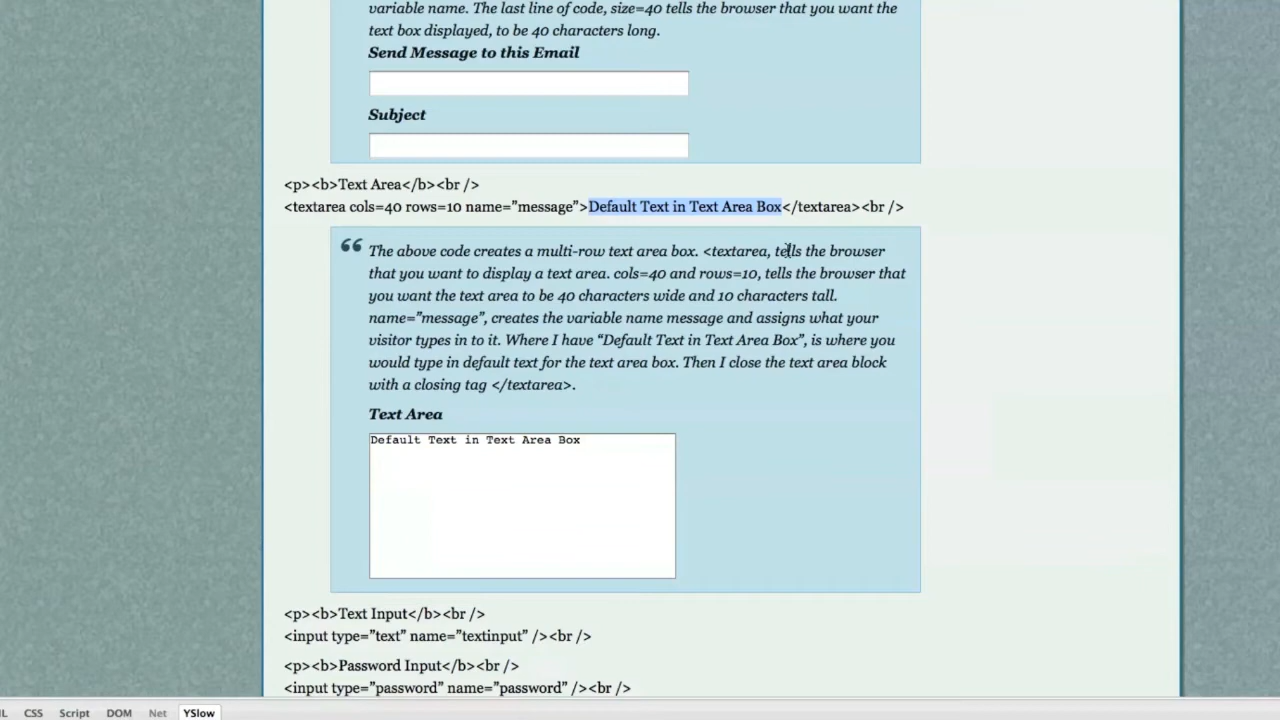 variable name. The last line of code, size=40 tells the browser that you want the
text box displayed, to be 40 characters long.
Send Message to this Email
Subject
<p><b>Text Area</b><br />
<textarea cols=40 rows=10 name=”message”>Default Text in Text Area Box</textarea><br />
“ The above code creates a multi-row text area box. <textarea, tells the browser
that you want to display a text area. cols=40 and rows=10, tells the browser that
you want the text area to be 40 characters wide and 10 characters tall.
name=”message”, creates the variable name message and assigns what your
visitor types in to it. Where I have “Default Text in Text Area Box”, is where you
would type in default text for the text area box. Then I close the text area block
with a closing tag </textarea>.
Text Area
Default Text in Text Area Box
<p><b>Text Input</b><br />
<input type=”text” name=”textinput” /><br />
<p><b>Password Input</b><br />
<input type=”password” name=”password” /><br />
CSS Script DOM Net YSlow